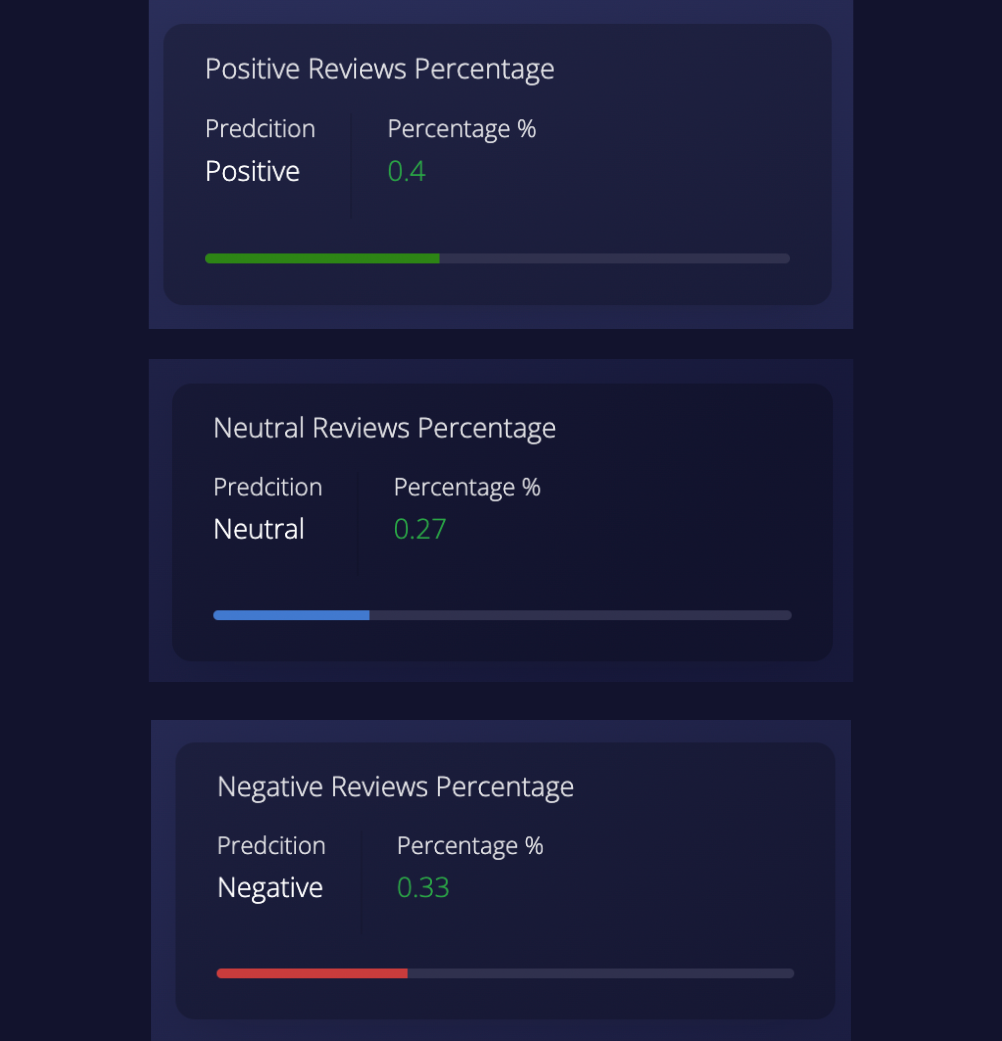 Positive Reviews Percentage
Predcition Percentage %
Positive 0.4
Neutral Reviews Percentage
Predcition Percentage %
Neutral 0.27
Negative Reviews Percentage
Predcition Percentage %
Negative 0.33